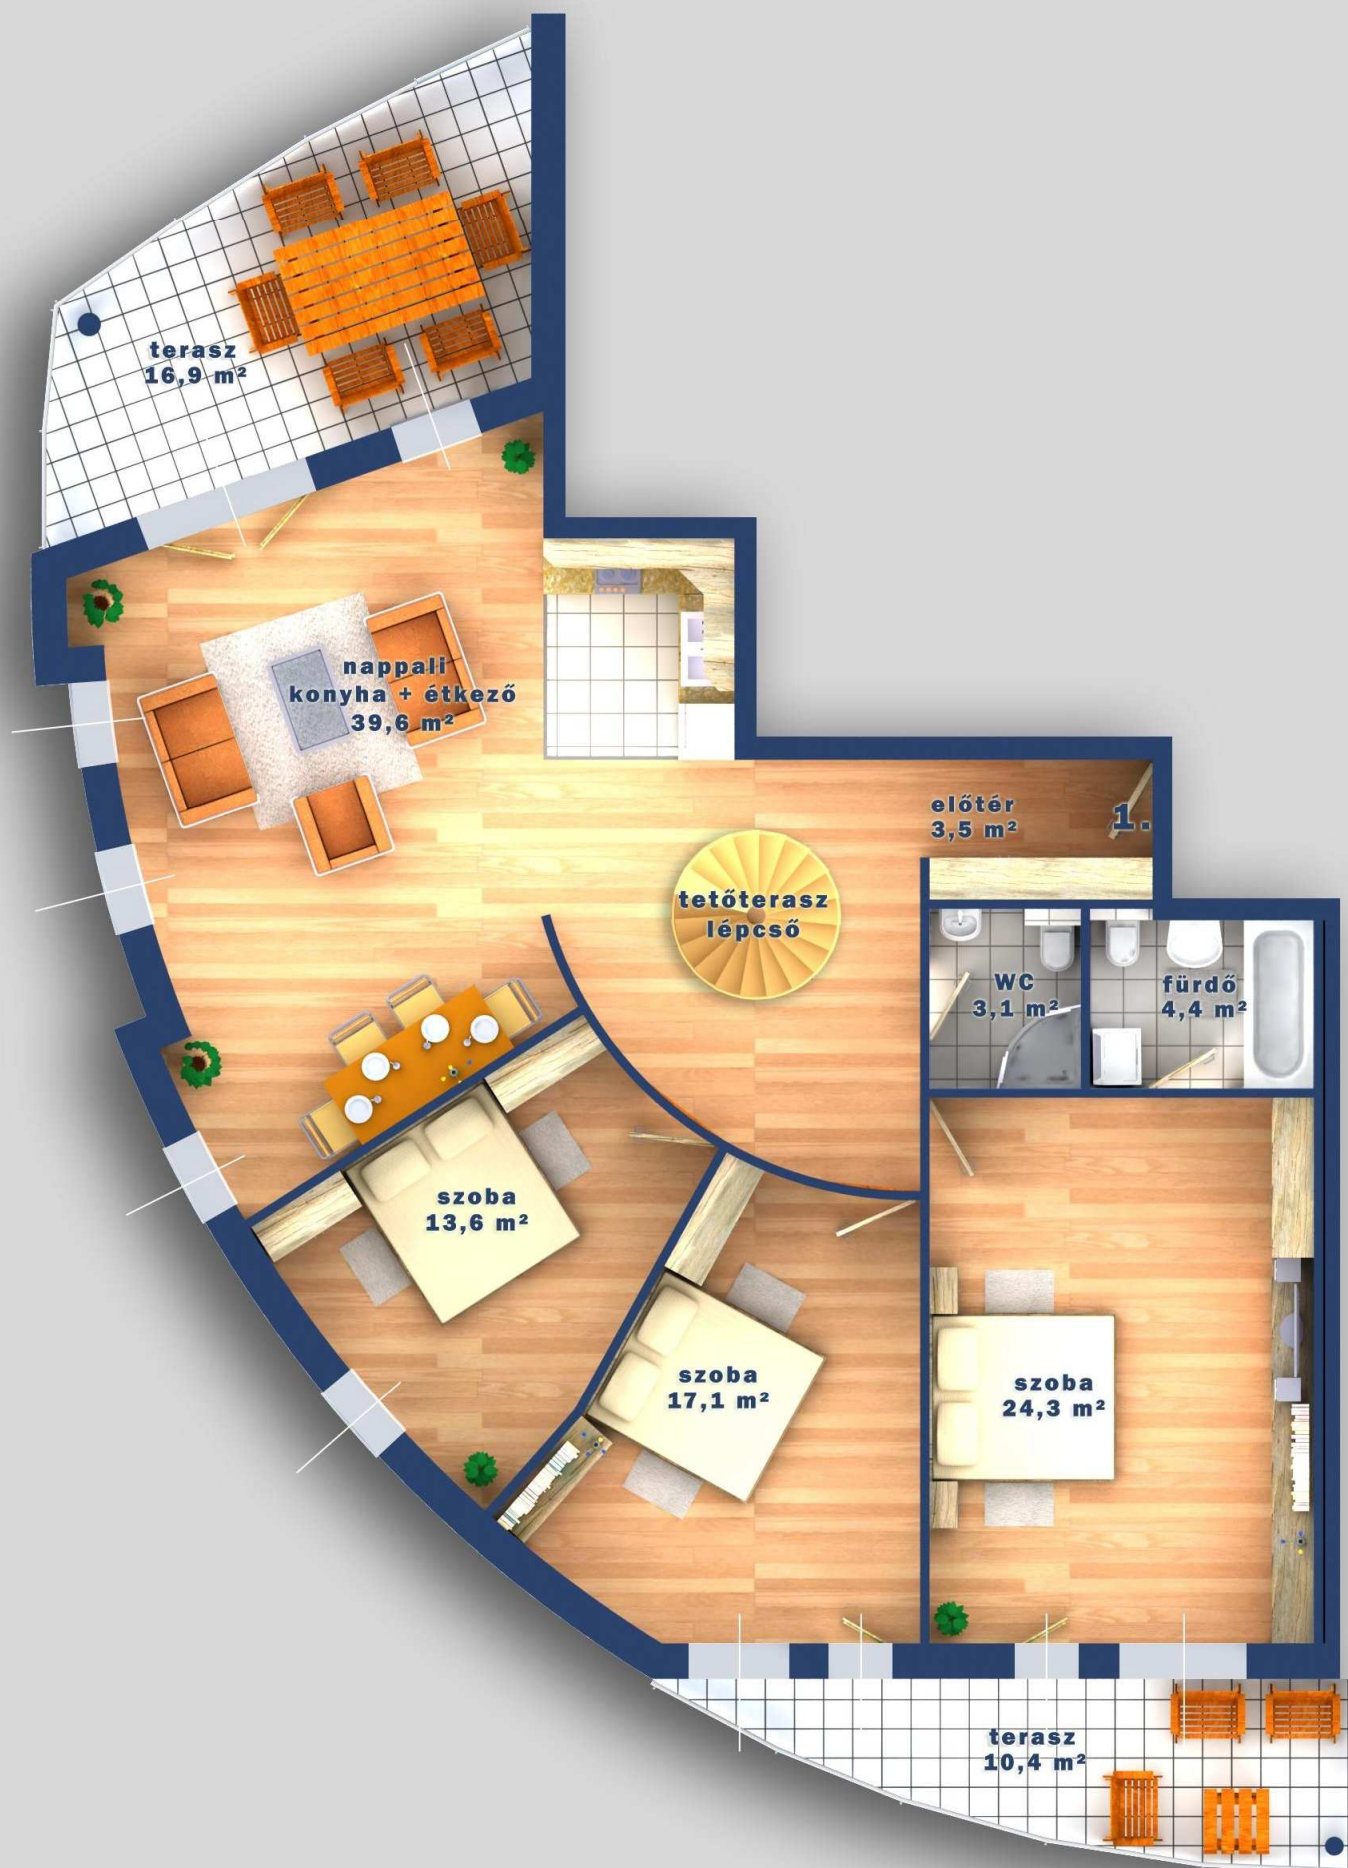 terasz
16,9 m²
nappali
konyha + étkező
39,6 m²
előtér
3,5 m²
1.
tetőterasz
lépcső
WC
3,1 m²
fürdő
4,4 m²
szoba
13,6 m²
szoba
17,1 m²
szoba
24,3 m²
terasz
10,4 m²